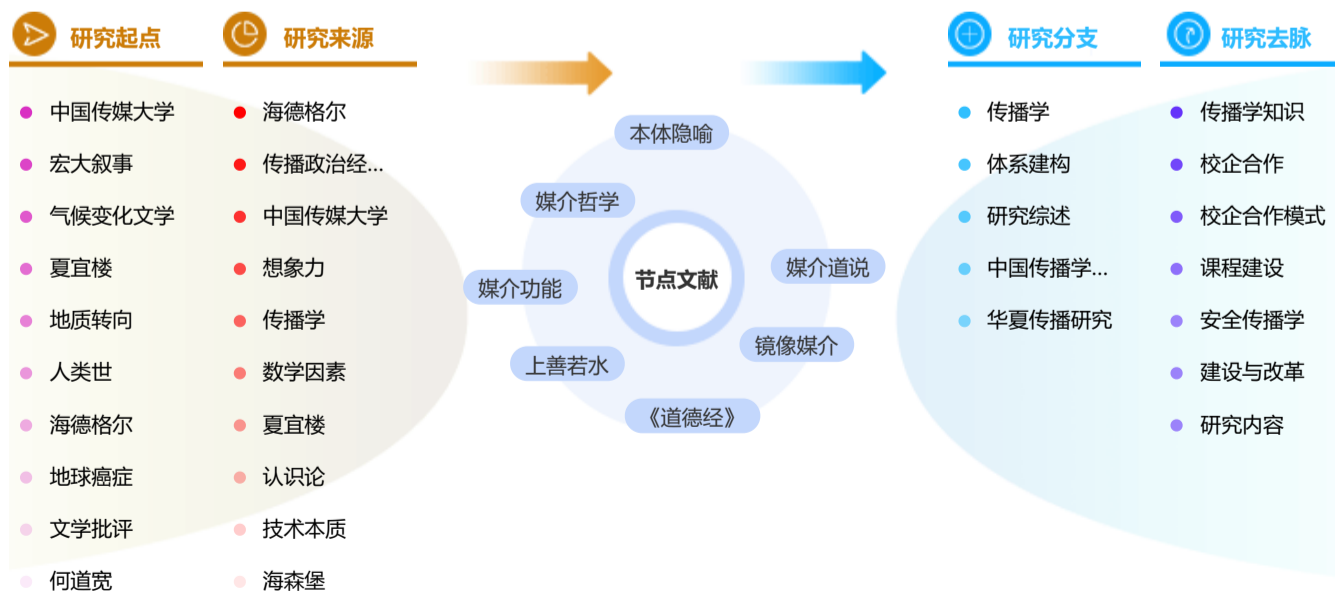 研究起点
中国传媒大学
宏大叙事
气候变化文学
夏宜楼
地质转向
人类世
海德格尔
地球癌症
文学批评
何道宽
研究来源
海德格尔
传播政治经...
中国传媒大学
想象力
传播学
数学因素
夏宜楼
认识论
技术本质
海森堡
本体隐喻
媒介哲学
媒介道说
媒介功能
节点文献
镜像媒介
上善若水
《道德经》
研究分支
传播学
体系建构
研究综述
中国传播学...
华夏传播研究
研究去脉
传播学知识
校企合作
校企合作模式
课程建设
安全传播学
建设与改革
研究内容